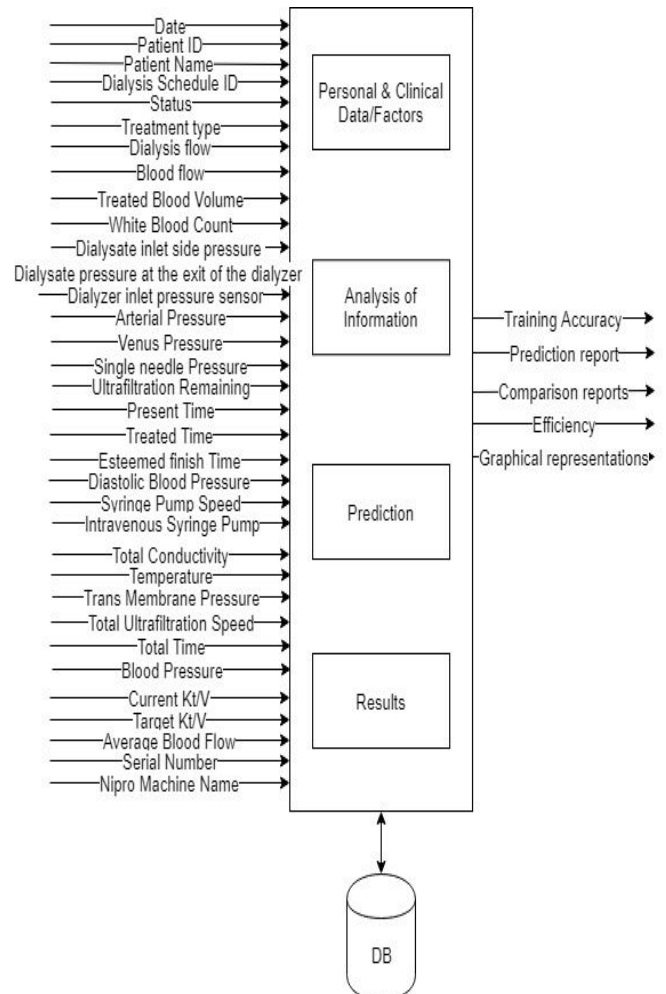 Date
Patient ID
Patient Name
Dialysis Schedule ID
Status
Treatment type
Dialysis flow
Blood flow
Treated Blood Volume
White Blood Count
Dialysate inlet side pressure
Dialysate pressure at the exit of the dialyzer
Dialyzer inlet pressure sensor
Arterial Pressure
Venus Pressure
Single needle Pressure
Ultrafiltration Remaining
Present Time
Treated Time
Esteemed finish Time
Diastolic Blood Pressure
Syringe Pump Speed
Intravenous Syringe Pump
Total Conductivity
Temperature
Trans Membrane Pressure
Total Ultrafiltration Speed
Total Time
Blood Pressure
Current Kt/V
Target Kt/V
Average Blood Flow
Serial Number
Nipro Machine Name
Personal & Clinical
Data/Factors
Analysis of
Information
Prediction
Results
Training Accuracy
Prediction report
Comparison reports
Efficiency
Graphical representations
DB